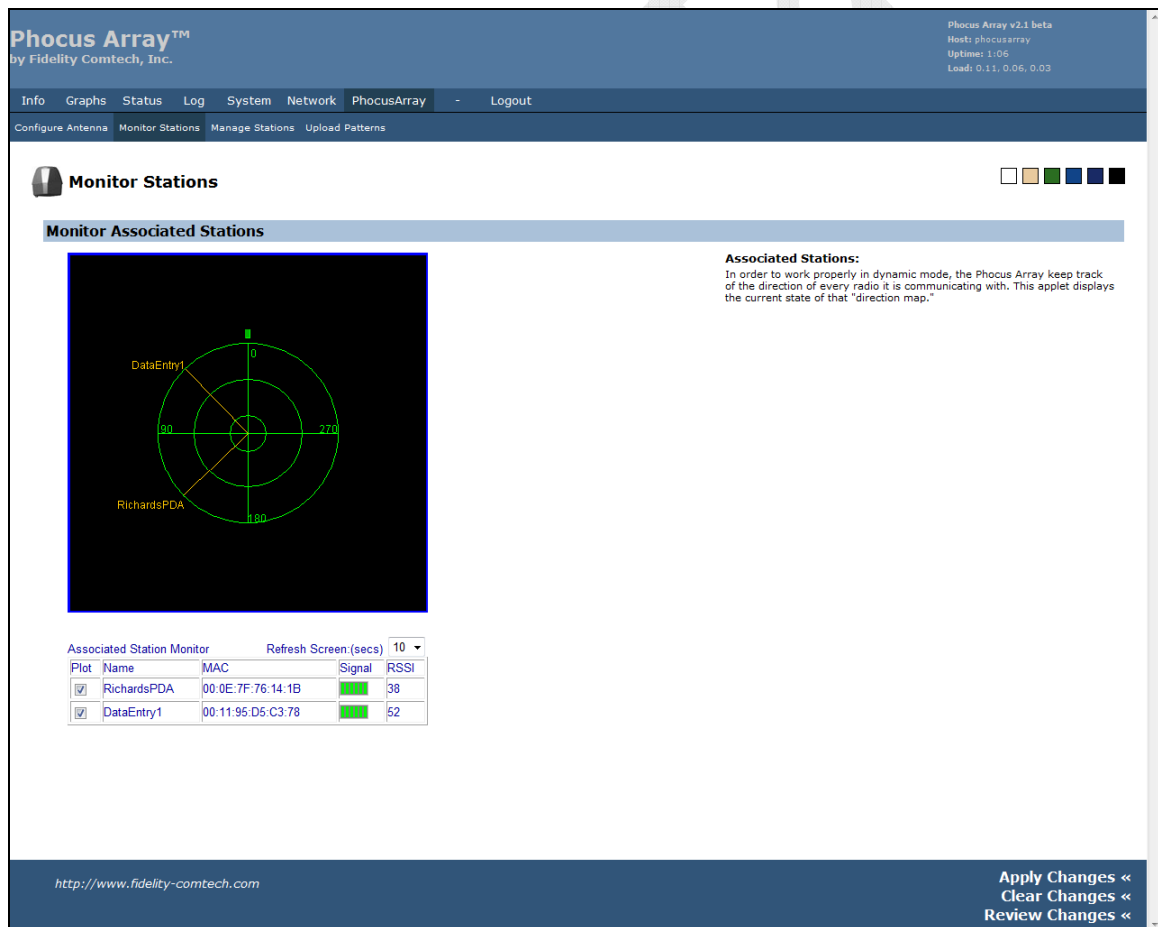 Phocus Array™
by Fidelity Comtech, Inc.
Phocus Array v2.1 beta
Host: phocusarray
Uptime: 1:06
Load: 0.11, 0.06, 0.03
Info Graphs Status Log System Network PhocusArray - Logout
Configure Antenna Monitor Stations Manage Stations Upload Patterns
Monitor Stations
Monitor Associated Stations
0
DataEntry1
90
270
RichardsPDA
180
Associated Stations:
In order to work properly in dynamic mode, the Phocus Array keep track
of the direction of every radio it is communicating with. This applet displays
the current state of that "direction map."
Associated Station Monitor Refresh Screen:(secs) 10
Plot Name MAC Signal RSSI
RichardsPDA 00:0E:7F:76:14:1B 38
DataEntry1 00:11:95:D5:C3:78 52
http://www.fidelity-comtech.com
Apply Changes «
Clear Changes «
Review Changes «